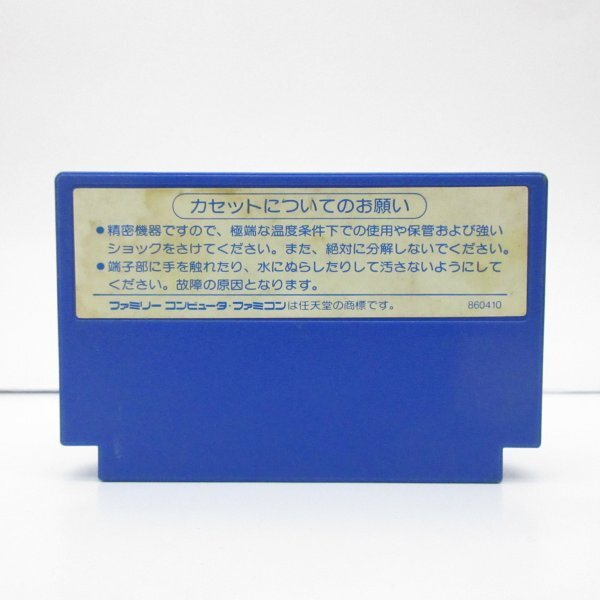 カセットについてのお願い
●精密機器ですので、極端な温度条件下での使用や保管および強い
ショックをさけてください。また、絶対に分解しないでください。
●端子部に手を触れたり、水にぬらしたりして汚さないようにして
ください。故障の原因となります。
ファミリーコンピュータ・ファミコンは任天堂の商標です。 860410